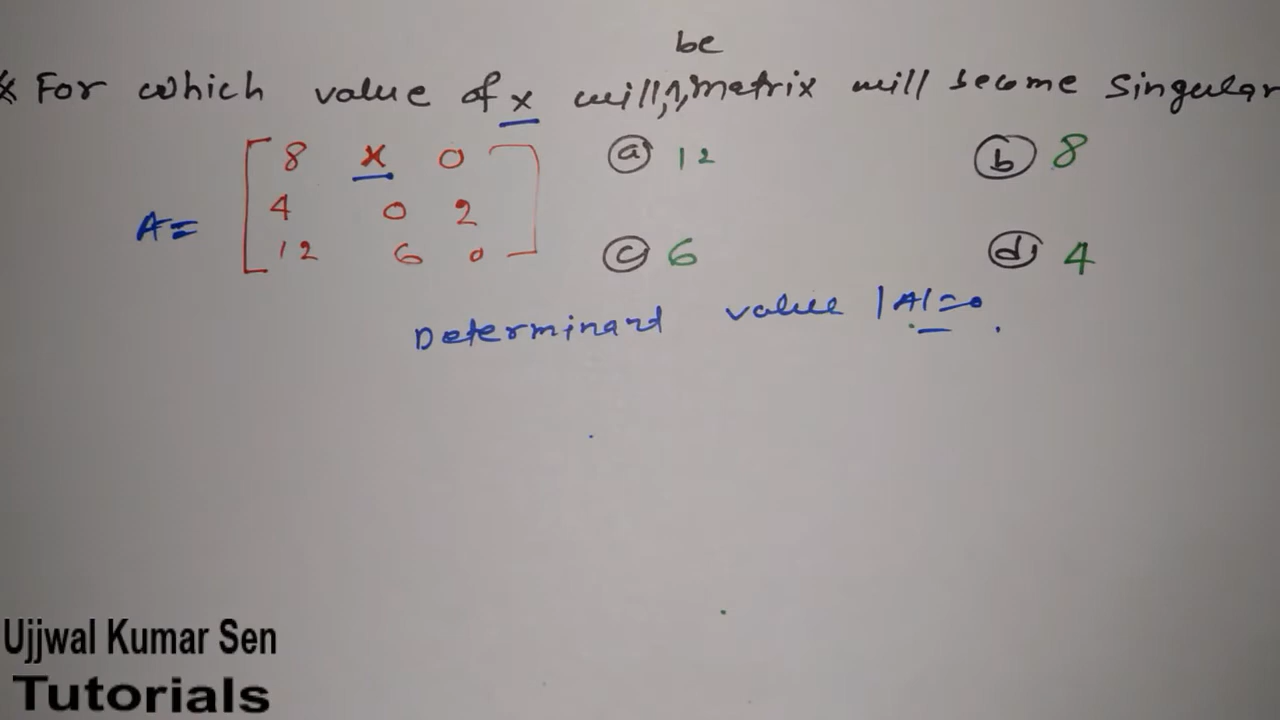 be
* For which value of x will, matrix will become singular
8 x 0 ⓐ 12 ⓑ 8
A= 4 0 2
12 6 0 ⓒ 6 ⓓ 4
Determinard value |A|=0.
Ujjwal Kumar Sen
Tutorials